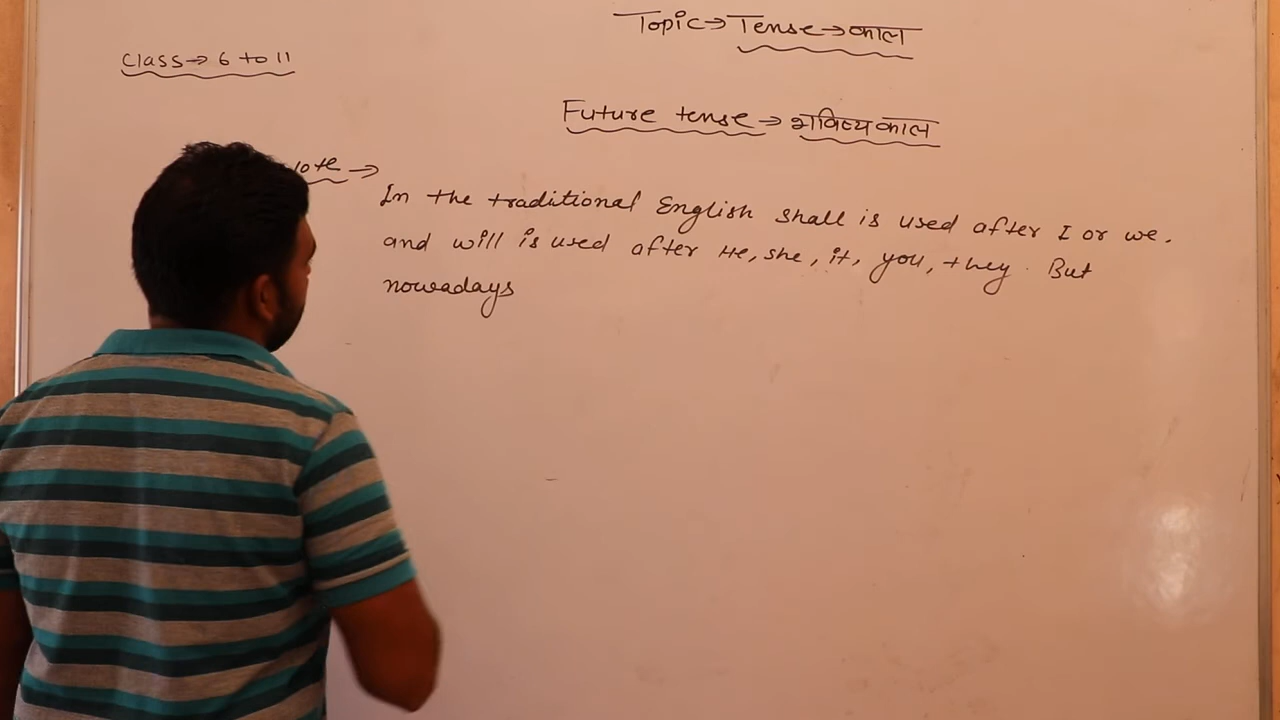 Topic→ Tense→ काल
Class→ 6 to 11
Future tense → भविष्य काल
→
In the traditional English shall is used after I or we.
and will is used after He, she, it, you, they. But
nowadays